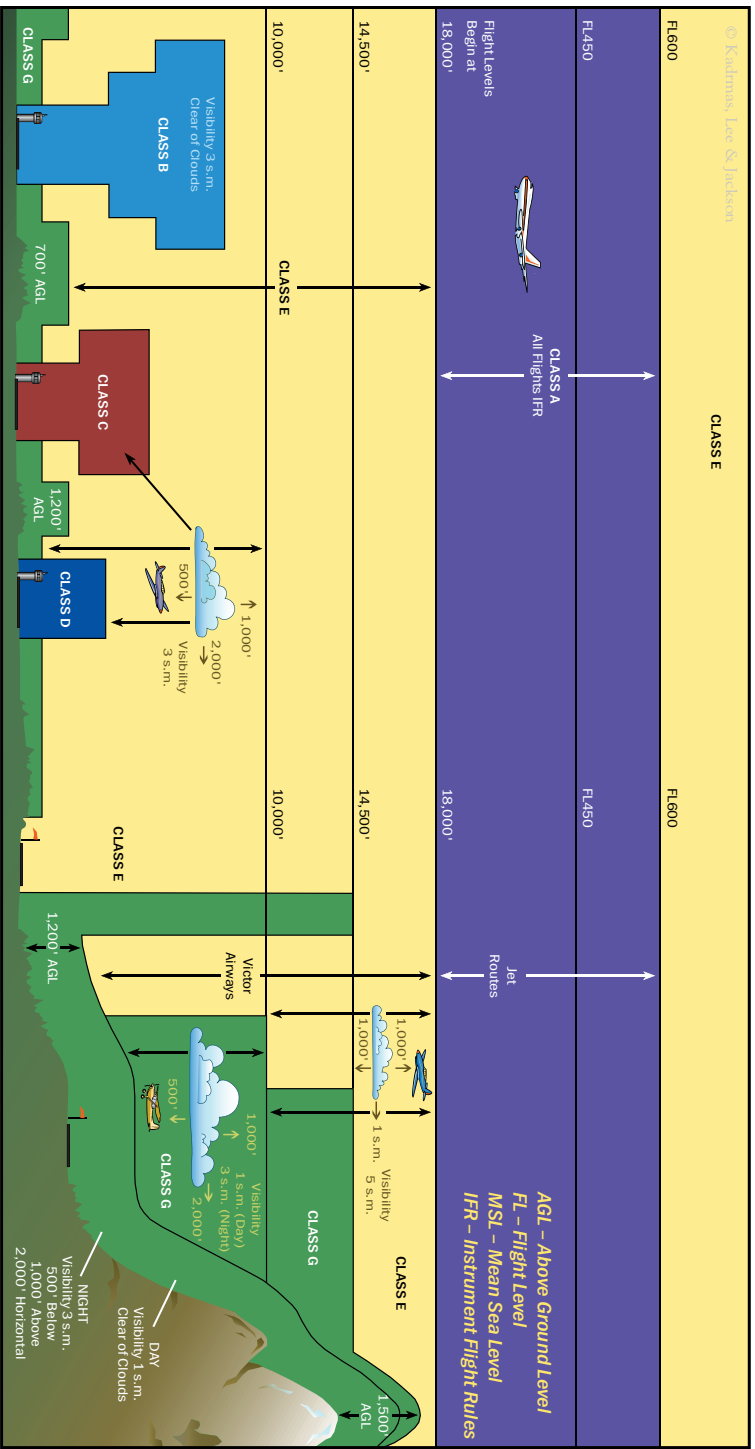 © Kadrmas, Lee & Jackson
FL600
FL600
CLASS E
FL450
FL450
Flight Levels
Begin at
18,000'
18,000'
CLASS A
All Flights IFR
Jet
Routes
AGL – Above Ground Level
FL – Flight Level
MSL – Mean Sea Level
IFR – Instrument Flight Rules
14,500'
14,500'
1,000'
1,000'
1 s.m.
Visibility
5 s.m.
CLASS E
1,500'
AGL
10,000'
10,000'
CLASS E
Victor
Airways
CLASS G
Visibility 3 s.m.
Clear of Clouds
CLASS B
1,000'
2,000'
500'
Visibility
3 s.m.
1,000'
Visibility
1 s.m. (Day)
3 s.m. (Night)
2,000'
500'
CLASS G
CLASS C
CLASS E
DAY
Visibility 1 s.m.
Clear of Clouds
CLASS G
700' AGL
1,200'
AGL
CLASS D
1,200' AGL
NIGHT
Visibility 3 s.m.
500' Below
1,000' Above
2,000' Horizontal